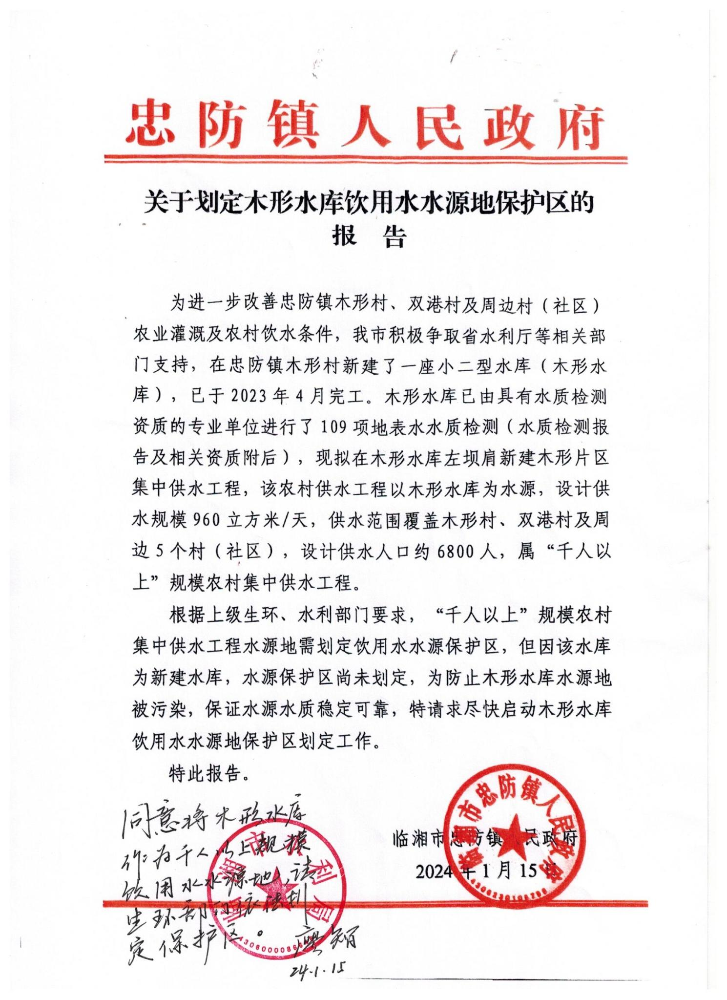 忠防镇人民政府
关于划定木形水库饮用水水源地保护区的
报 告
为进一步改善忠防镇木形村、双港村及周边村（社区）
农业灌溉及农村饮水条件，我市积极争取省水利厅等相关部
门支持，在忠防镇木形村新建了一座小二型水库（木形水
库），已于 2023 年 4 月完工。木形水库已由具有水质检测
资质的专业单位进行了 109 项地表水水质检测（水质检测报
告及相关资质附后），现拟在木形水库左坝肩新建木形片区
集中供水工程，该农村供水工程以木形水库为水源，设计供
水规模 960 立方米/天，供水范围覆盖木形村、双港村及周
边 5 个村（社区），设计供水人口约 6800 人，属“千人以
上”规模农村集中供水工程。
根据上级生环、水利部门要求，“千人以上”规模农村
集中供水工程水源地需划定饮用水水源保护区，但因该水库
为新建水库，水源保护区尚未划定，为防止木形水库水源地
被污染，保证水源水质稳定可靠，特请求尽快启动木形水库
饮用水水源地保护区划定工作。
特此报告。
临湘市忠防镇人民政府
2024 年 1 月 15 日
临湘市忠防镇人民政府
同意将木形水库
作为千人以上规模
饮用水水源地，请
生环部门依法划
定保护区。
24.1.15
临湘市水利局